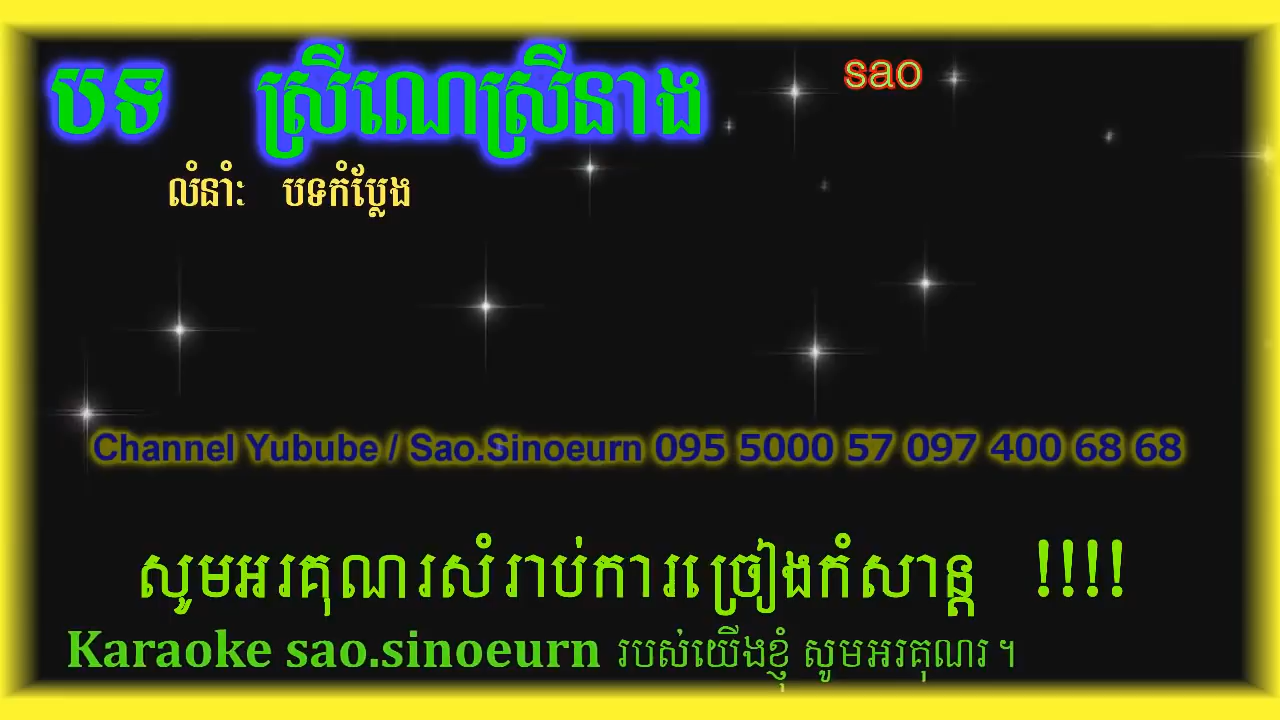 បទ ស្រីណេស្រីនាង sao
លំនាំ: បទកំប្លែង
Channel Yubube / Sao.Sinoeurn 095 5000 57 097 400 68 68
សូមអរគុណរសំរាប់ការច្រៀងកំសាន្ត !!!!
Karaoke sao.sinoeurn របស់យើងខ្ញុំ សូមអរគុណរ។